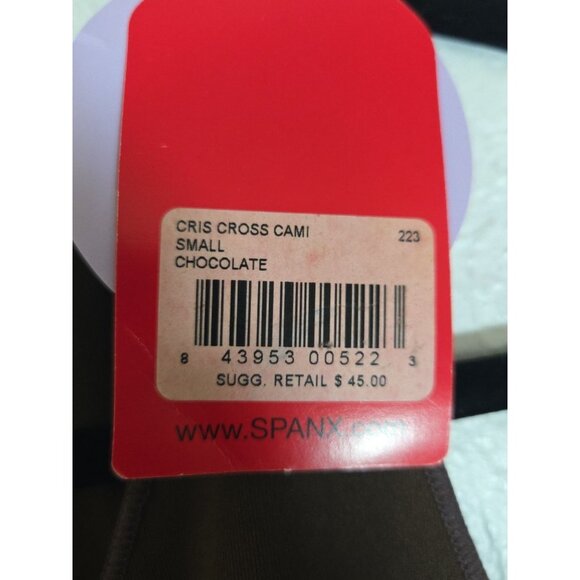 CRIS CROSS CAMI 223
SMALL
CHOCOLATE
8 43953 00522 3
SUGG. RETAIL $ 45.00
www.SPANX.com